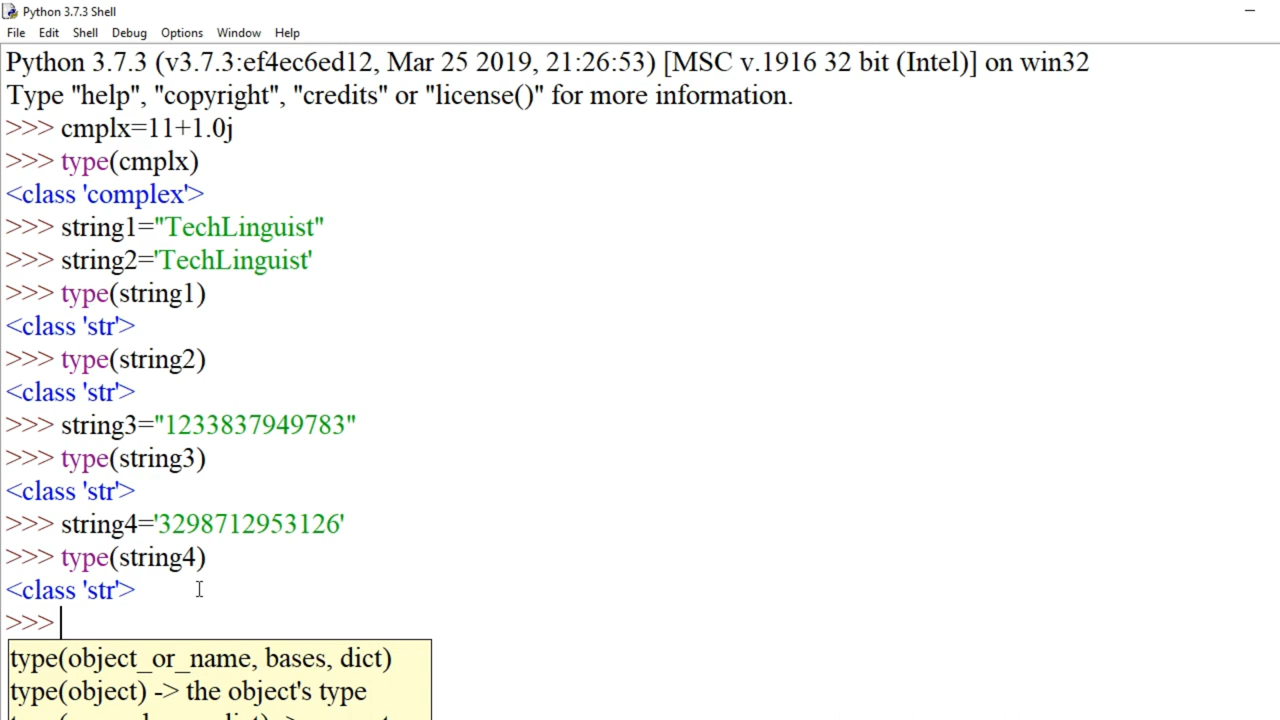 Python 3.7.3 Shell
File Edit Shell Debug Options Window Help
Python 3.7.3 (v3.7.3:ef4ec6ed12, Mar 25 2019, 21:26:53) [MSC v.1916 32 bit (Intel)] on win32
Type "help", "copyright", "credits" or "license()" for more information.
>>> cmplx=11+1.0j
>>> type(cmplx)
<class 'complex'>
>>> string1="TechLinguist"
>>> string2='TechLinguist'
>>> type(string1)
<class 'str'>
>>> type(string2)
<class 'str'>
>>> string3="1233837949783"
>>> type(string3)
<class 'str'>
>>> string4='3298712953126'
>>> type(string4)
<class 'str'>
>>>
type(object_or_name, bases, dict)
type(object) -> the object's type